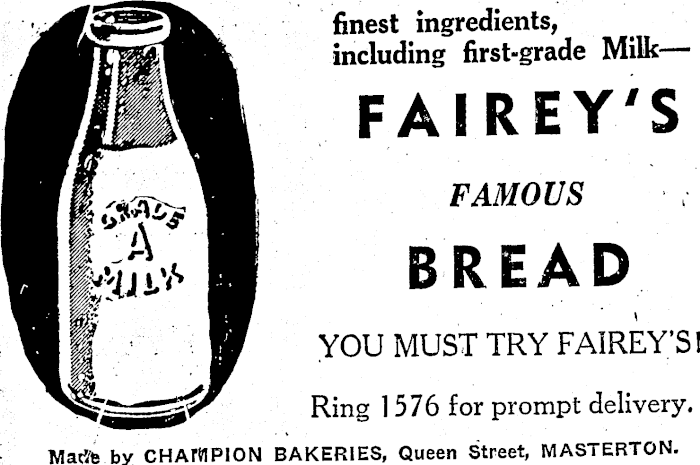 GRADE
A
MILK
finest ingredients,
including first-grade Milk—
FAIREY'S
FAMOUS
BREAD
YOU MUST TRY FAIREY'S!
Ring 1576 for prompt delivery.
Made by CHAMPION BAKERIES, Queen Street, MASTERTON.